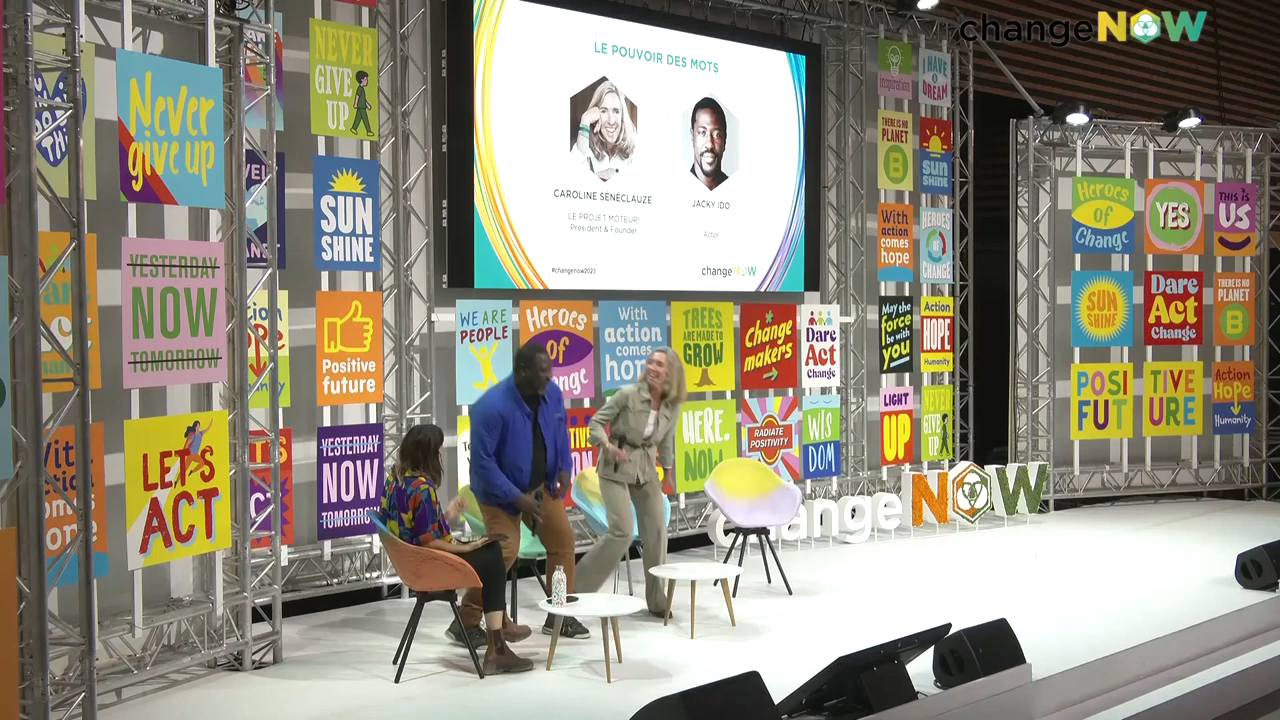 changeNOW
LE POUVOIR DES MOTS
CAROLINE SÉNÉCLAUZE
LE PROJET MOTEUR!
President & Founder
JACKY IDO
Actor
#changenow2023
changeNOW
Never
give up
NEVER
GIVE
UP
SUN
SHINE
YESTERDAY
NOW
TOMORROW
Positive
future
LET'S
ACT
YESTERDAY
NOW
TOMORROW
WE ARE
PEOPLE
Heroes
of
With
action
comes
TREES
ARE MADE TO
GROW
change
makers
Dare
Act
Change
HERE.
NOW
RADIATE
POSITIVITY
WIS
DOM
inspiration
I HAVE
A
DREAM
THERE IS NO
PLANET
B
SUN
SHINE
With
action
comes
hope
HEROES
OF
CHANGE
May the
force
be with
you
Action
HOPE
Humanity
LIGHT
UP
NEVER
GIVE
UP
Heroes
of
Change
YES
THIS IS
US
SUN
SHINE
Dare
Act
Change
THERE IS NO
PLANET
B
POSI
FUT
TIVE
URE
Action
Hope
Humanity
changeNOW